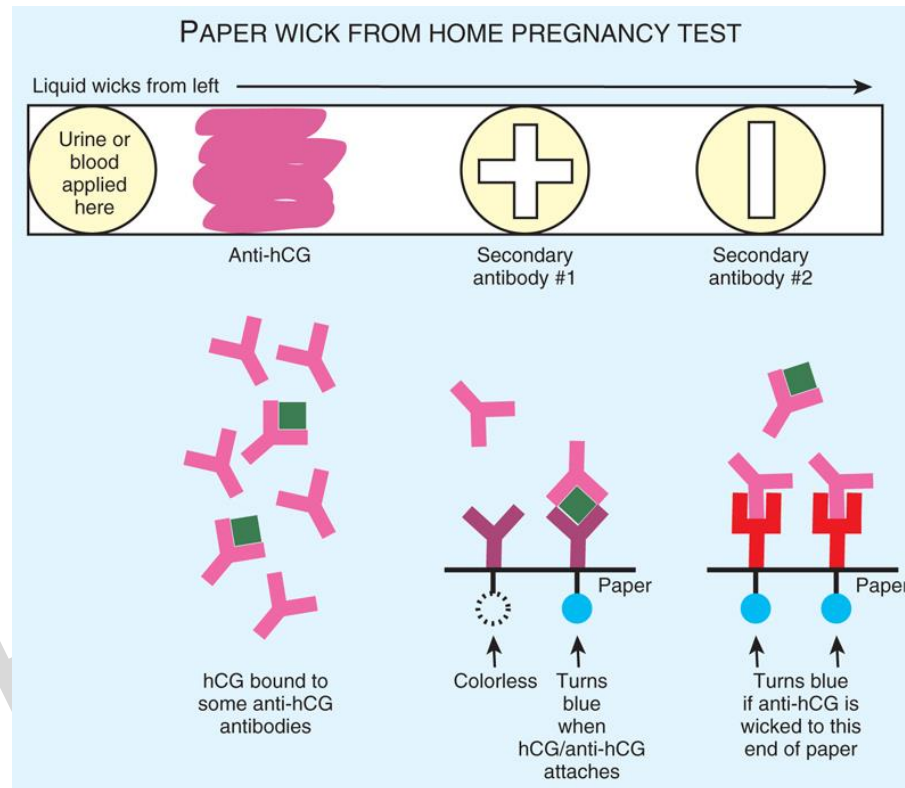 PAPER WICK FROM HOME PREGNANCY TEST
Liquid wicks from left
Urine or
blood
applied
here
Anti-hCG
Secondary
antibody #1
Secondary
antibody #2
Paper
Paper
hCG bound to
some anti-hCG
antibodies
Colorless
Turns
blue
when
hCG/anti-hCG
attaches
Turns blue
if anti-hCG is
wicked to this
end of paper